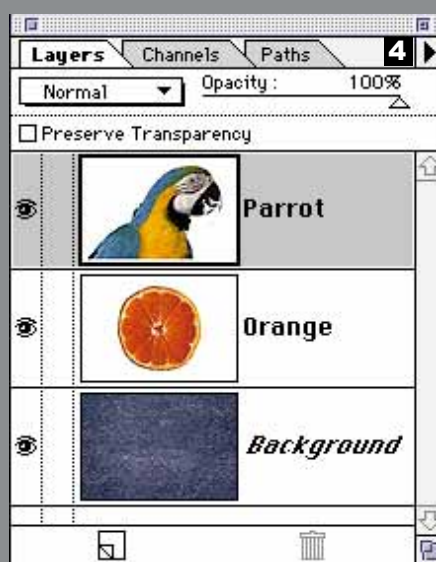 Layers Channels Paths 4
Normal Opacity: 100%
Preserve Transparency
Parrot
Orange
Background